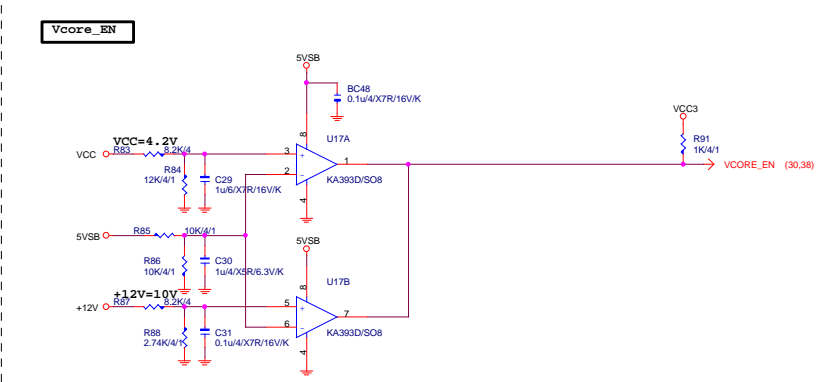 Vcore_EN
5VSB
BC48
0.1u/4/X7R/16V/K
VCC3
R91
1K/4/1
VCORE_EN (30,38)
VCC=4.2V
VCC
R83
8.2K/4
R84
12K/4/1
C29
1u/6/X7R/16V/K
3
2
8
4
1
+
−
U17A
KA393D/SO8
5VSB
R85
10K/4/1
R86
10K/4/1
C30
1u/4/X5R/6.3V/K
5VSB
+12V=10V
+12V
R87
8.2K/4
R88
2.74K/4/1
C31
0.1u/4/X7R/16V/K
5
6
8
4
7
+
−
U17B
KA393D/SO8